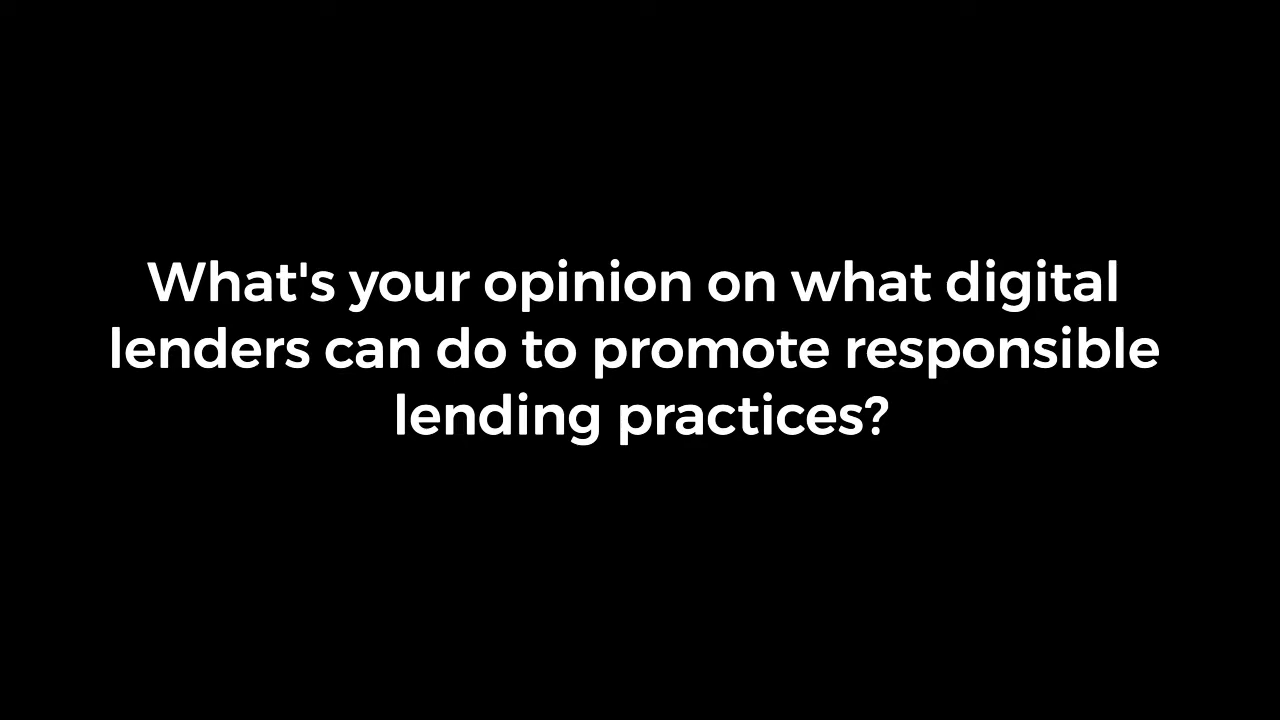 What's your opinion on what digital
lenders can do to promote responsible
lending practices?